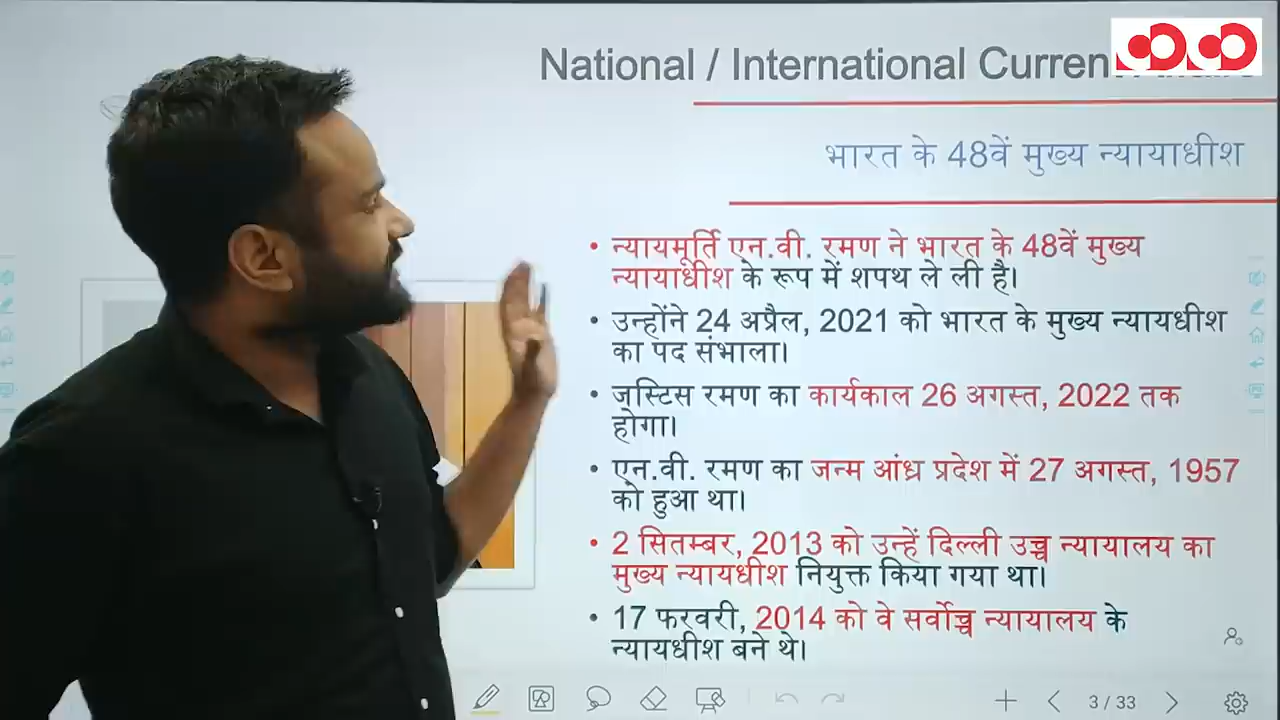 National / International Current
भारत के 48वें मुख्य न्यायाधीश
• न्यायमूर्ति एन.वी. रमण ने भारत के 48वें मुख्य
न्यायाधीश के रूप में शपथ ले ली है।
• उन्होंने 24 अप्रैल, 2021 को भारत के मुख्य न्यायधीश
का पद संभाला।
• जस्टिस रमण का कार्यकाल 26 अगस्त, 2022 तक
होगा।
• एन.वी. रमण का जन्म आंध्र प्रदेश में 27 अगस्त, 1957
को हुआ था।
• 2 सितम्बर, 2013 को उन्हें दिल्ली उच्च न्यायालय का
मुख्य न्यायधीश नियुक्त किया गया था।
• 17 फरवरी, 2014 को वे सर्वोच्च न्यायालय के
न्यायधीश बने थे।
3 / 33